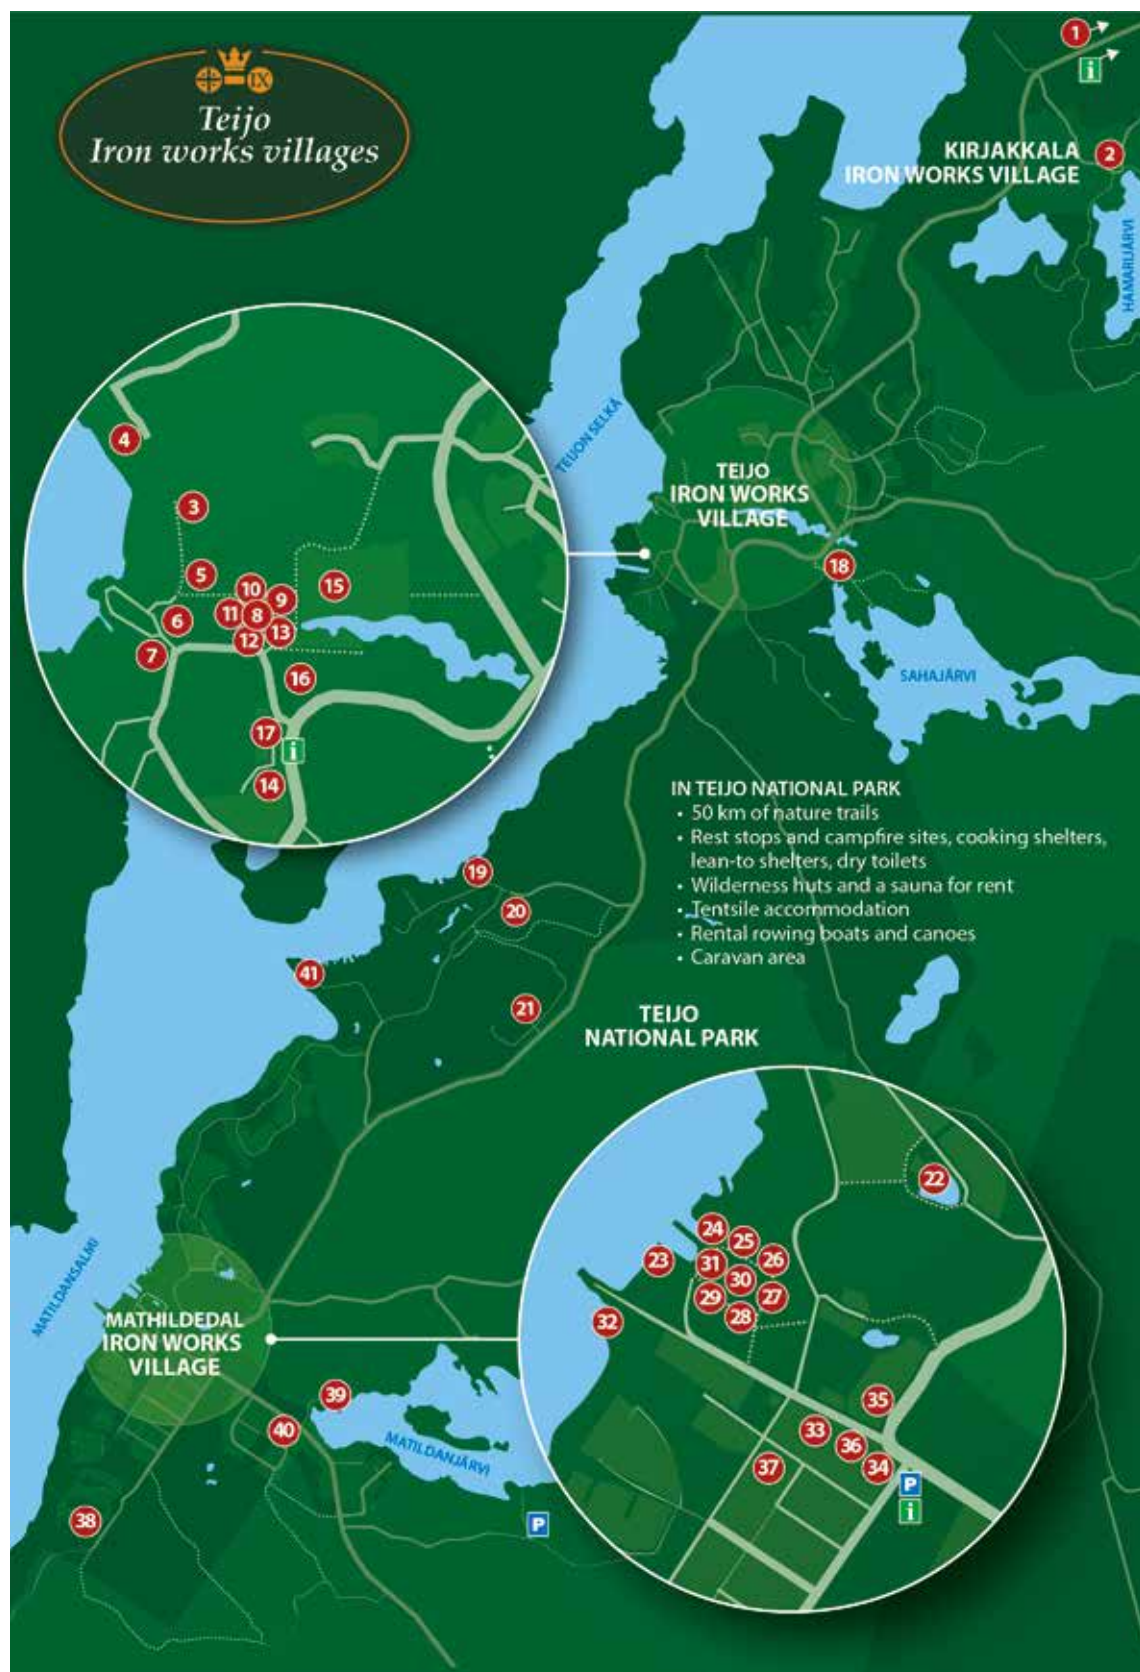 IX
Teijo
Iron works villages
1
i
KIRJAKKALA
IRON WORKS VILLAGE
2
HAMARIJÄRVI
TEIJON SELKÄ
TEIJO
IRON WORKS
VILLAGE
4
3
5
10
9
15
11
8
6
13
12
7
16
17
i
14
18
SAHAJÄRVI
IN TEIJO NATIONAL PARK
• 50 km of nature trails
• Rest stops and campfire sites, cooking shelters,
lean-to shelters, dry toilets
• Wilderness huts and a sauna for rent
• Tentsile accommodation
• Rental rowing boats and canoes
• Caravan area
19
20
41
21
TEIJO
NATIONAL PARK
22
24
25
23
31
26
30
29
27
28
32
35
33
36
37
34
P
i
MATILDANSALMI
MATHILDEDAL
IRON WORKS
VILLAGE
39
40
MATILDANJÄRVI
38
P